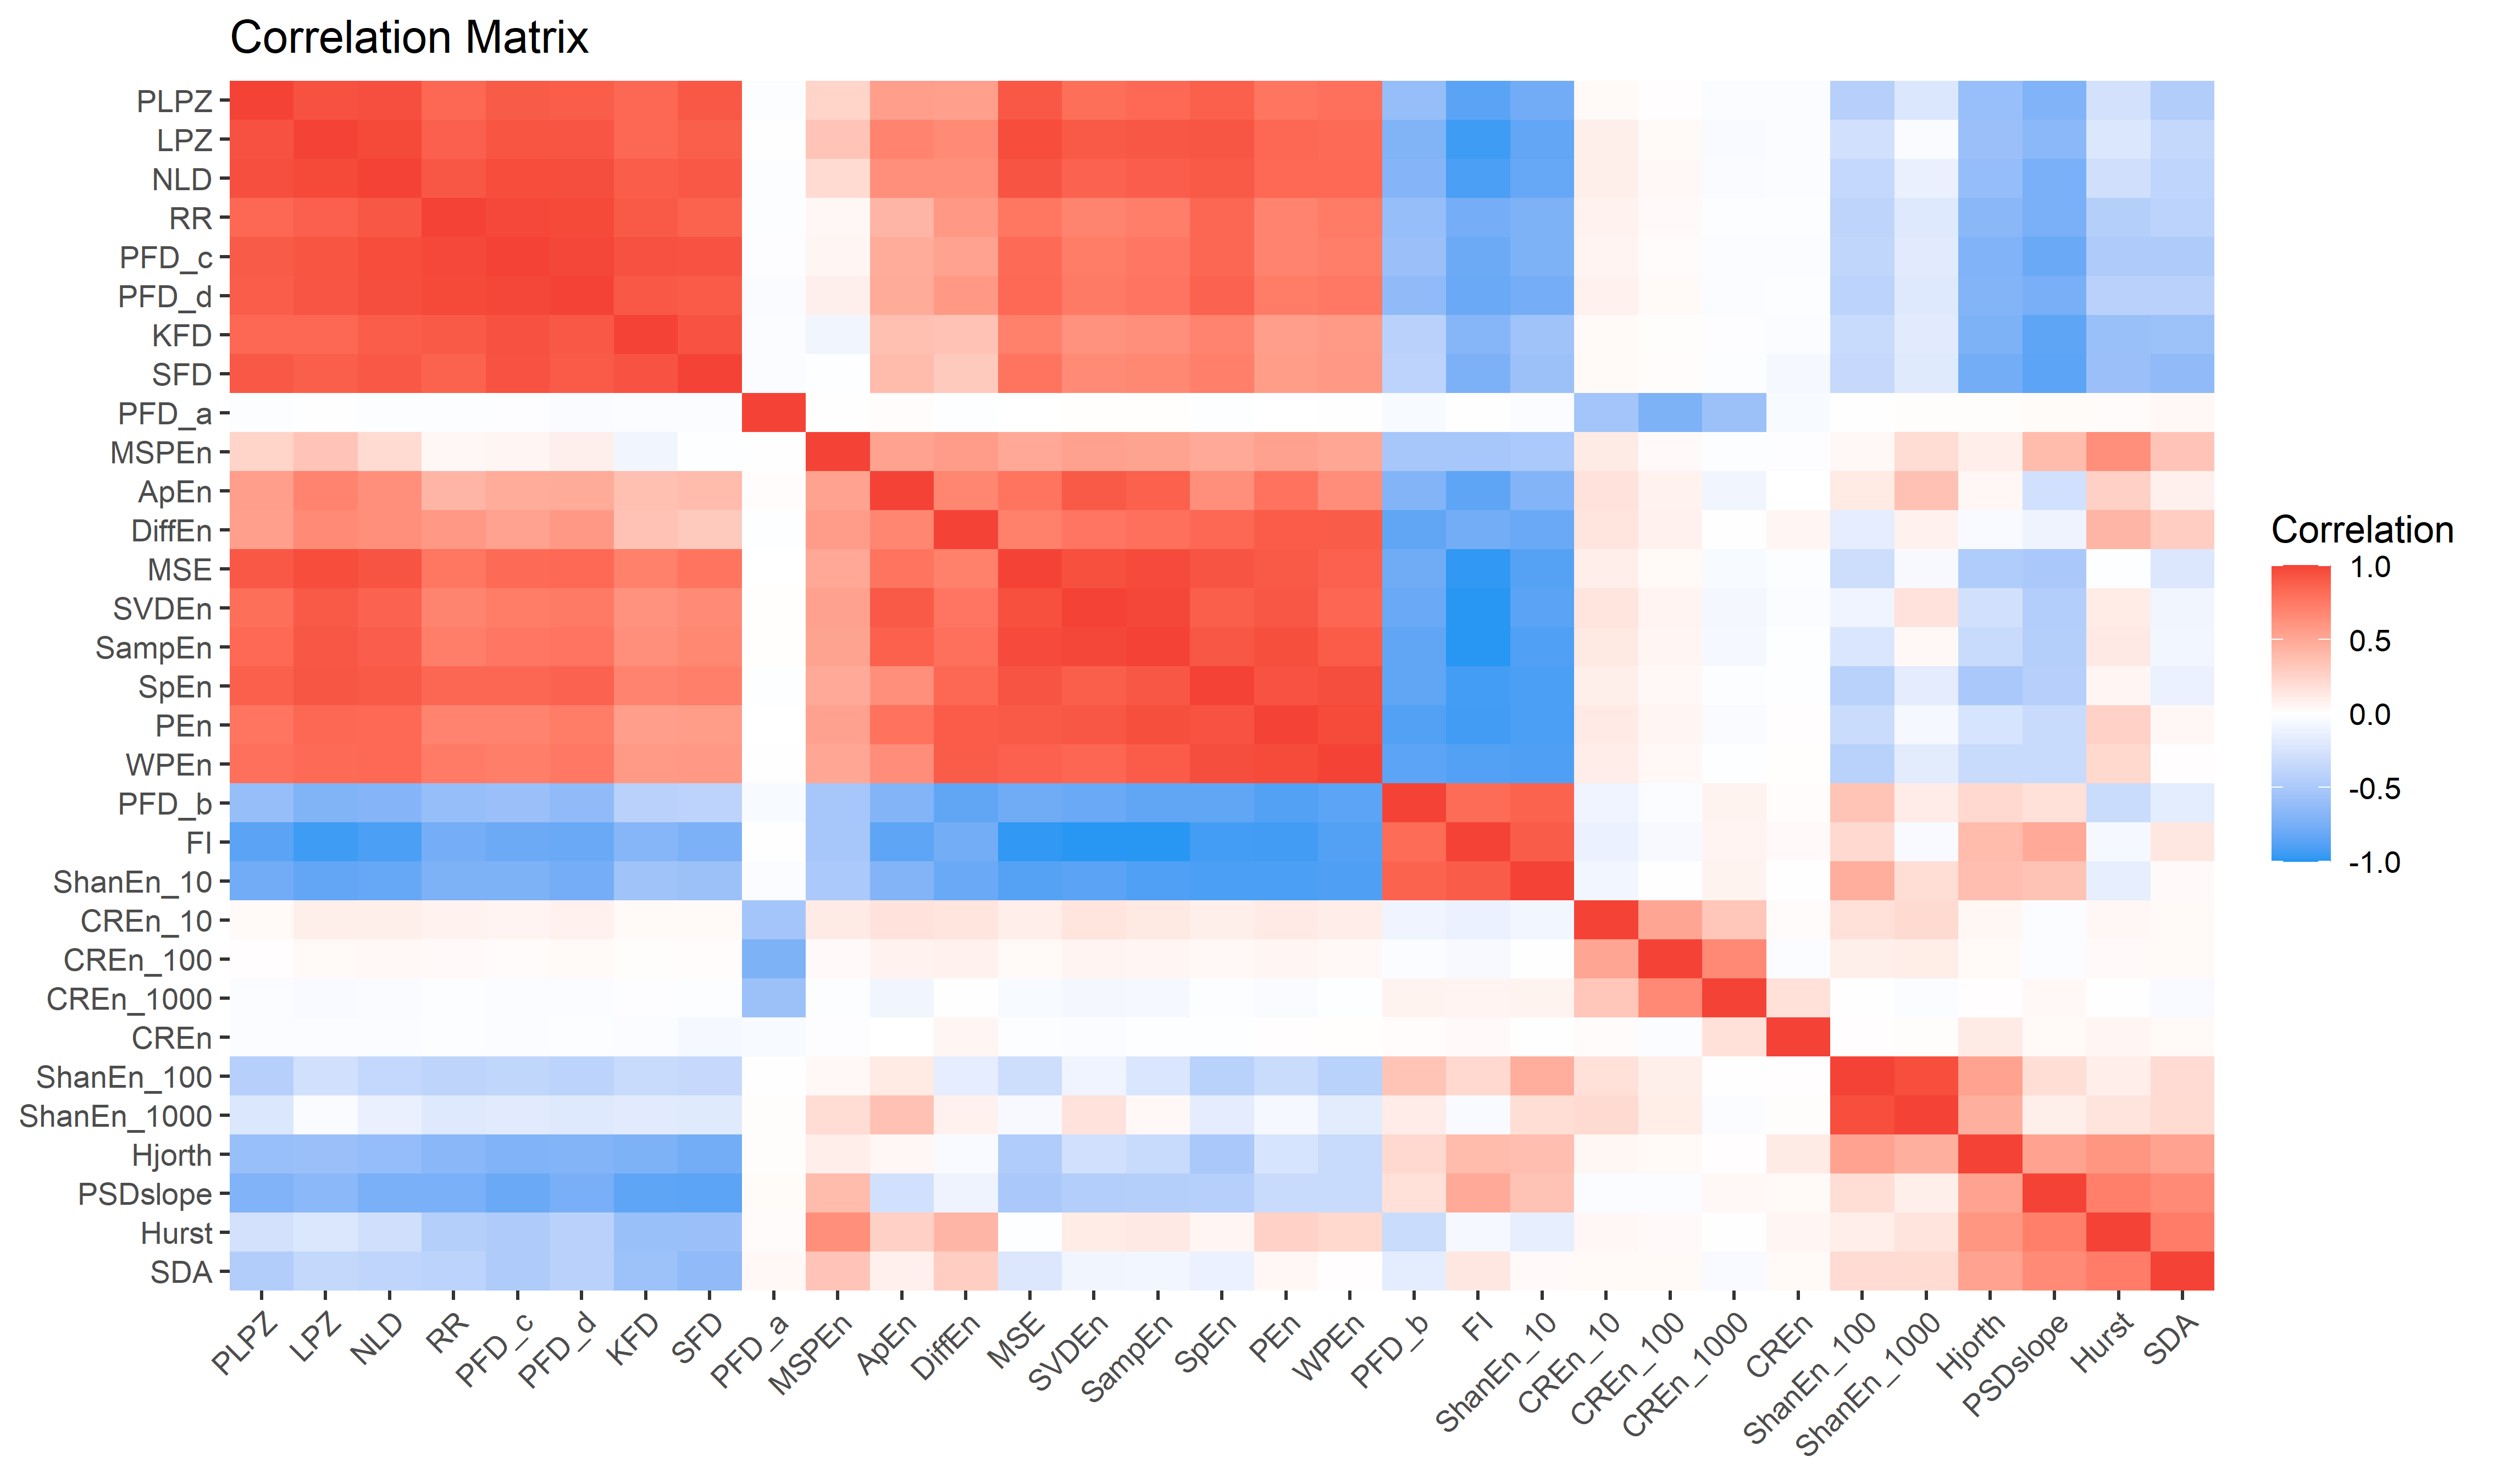 Correlation Matrix
PLPZ
LPZ
NLD
RR
PFD_c
PFD_d
KFD
SFD
PFD_a
MSPEn
ApEn
DiffEn
MSE
SVDEn
SampEn
SpEn
PEn
WPEn
PFD_b
FI
ShanEn_10
CREn_10
CREn_100
CREn_1000
CREn
ShanEn_100
ShanEn_1000
Hjorth
PSDslope
Hurst
SDA
PLPZ
LPZ
NLD
RR
PFD_c
PFD_d
KFD
SFD
PFD_a
MSPEn
ApEn
DiffEn
MSE
SVDEn
SampEn
SpEn
PEn
WPEn
PFD_b
FI
ShanEn_10
CREn_10
CREn_100
CREn_1000
CREn
ShanEn_100
ShanEn_1000
Hjorth
PSDslope
Hurst
SDA
Correlation
1.0
0.5
0.0
-0.5
-1.0